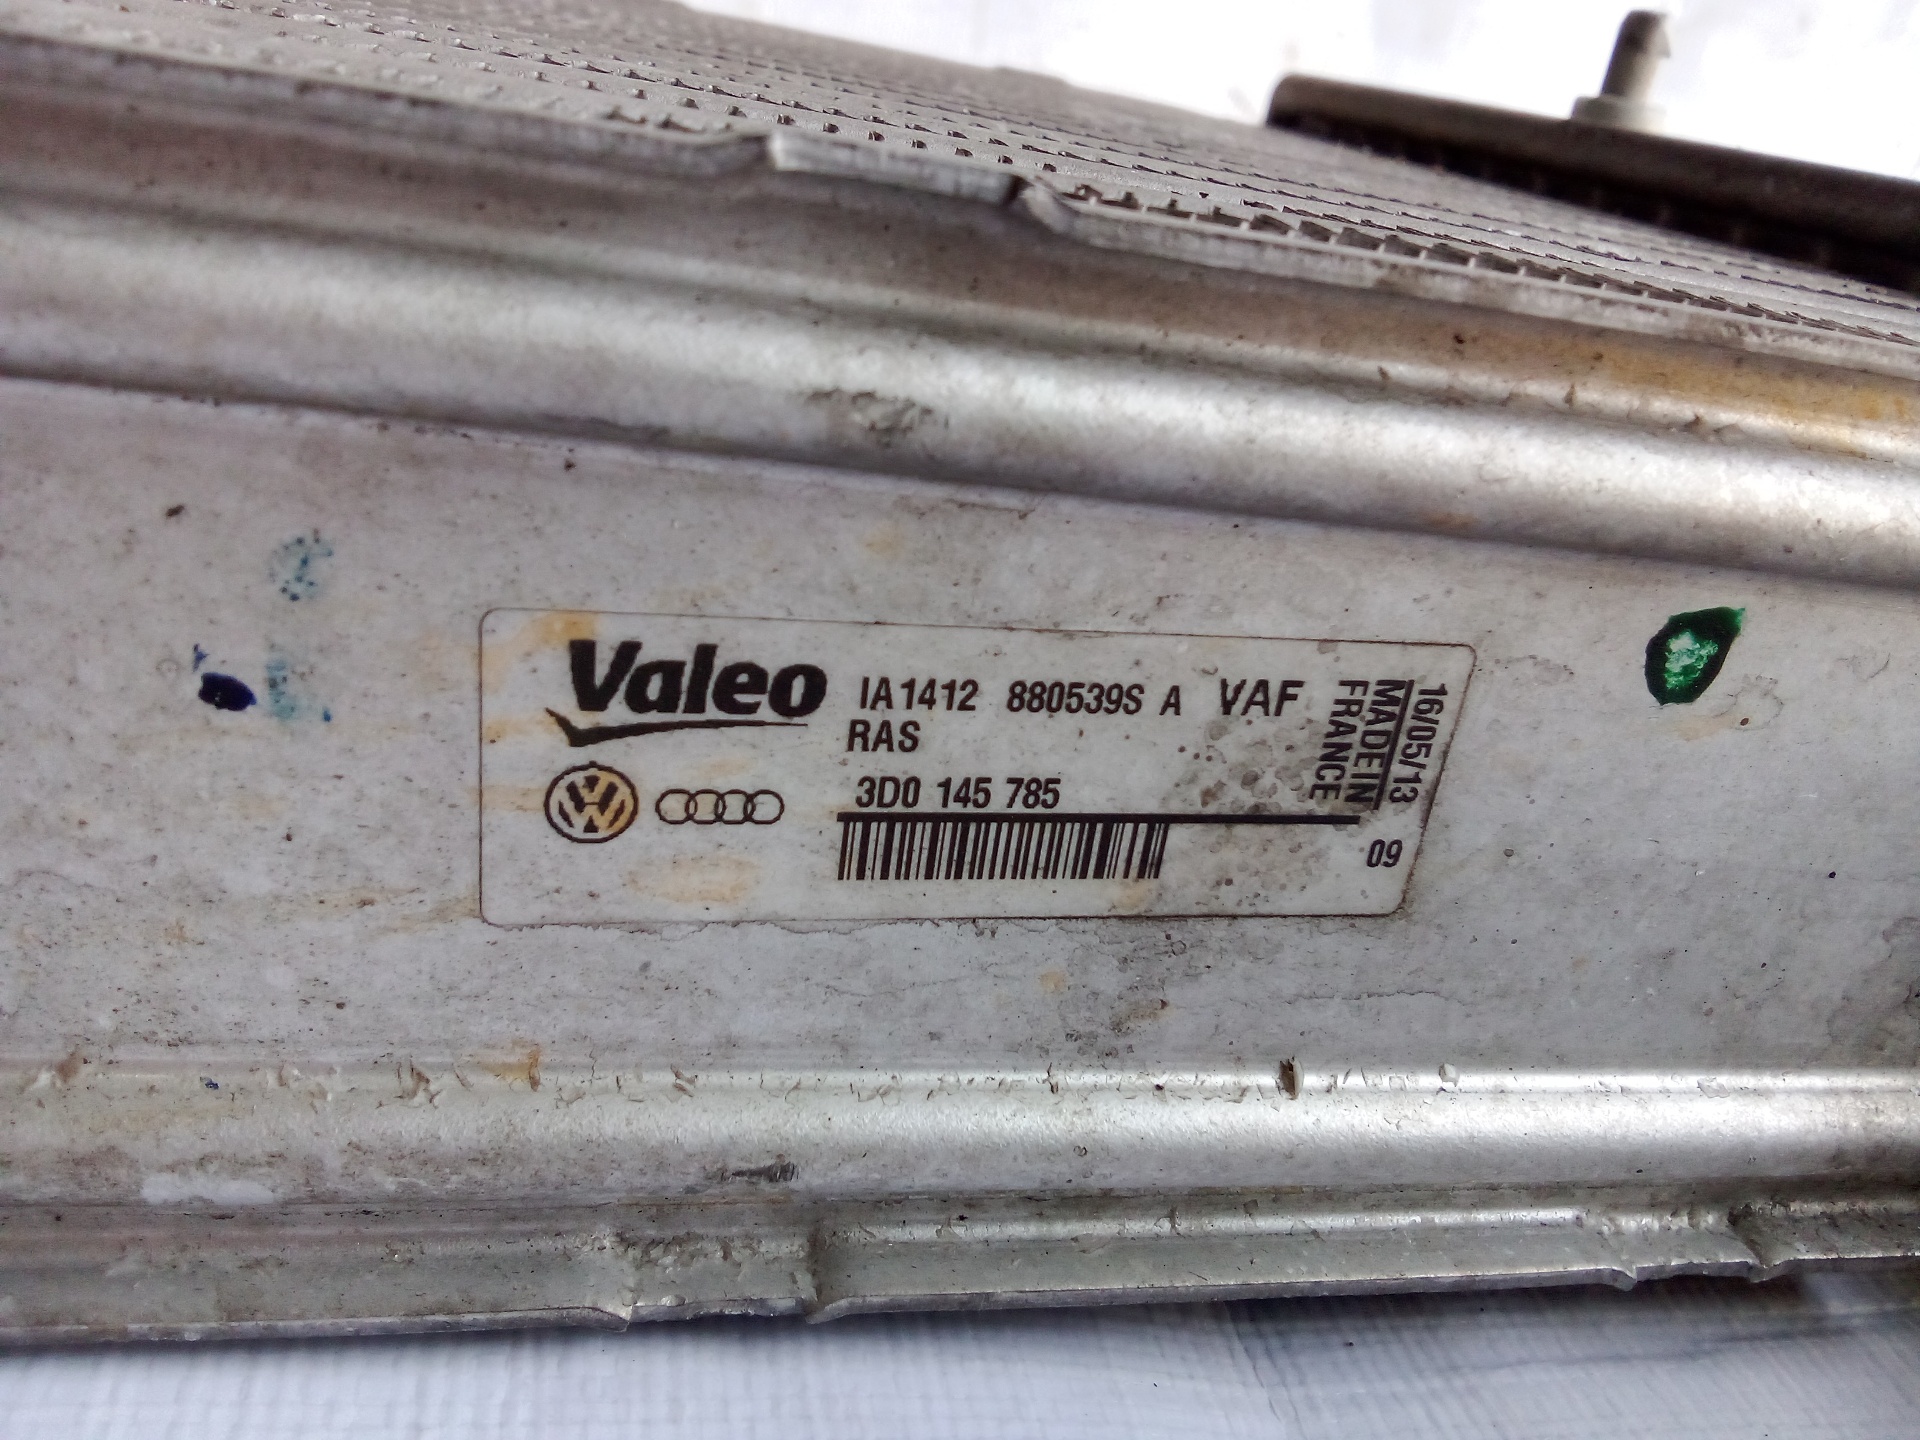 Valeo
IA1412 880539S A VAF
RAS
3D0 145 785
16/05/13
MADE IN
FRANCE
09